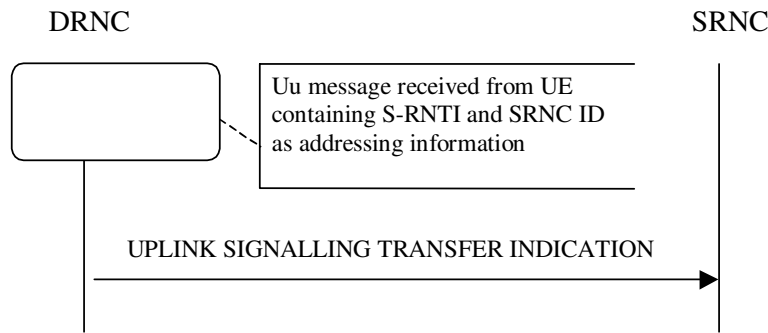 DRNC
SRNC
Uu message received from UE
containing S-RNTI and SRNC ID
as addressing information
UPLINK SIGNALLING TRANSFER INDICATION